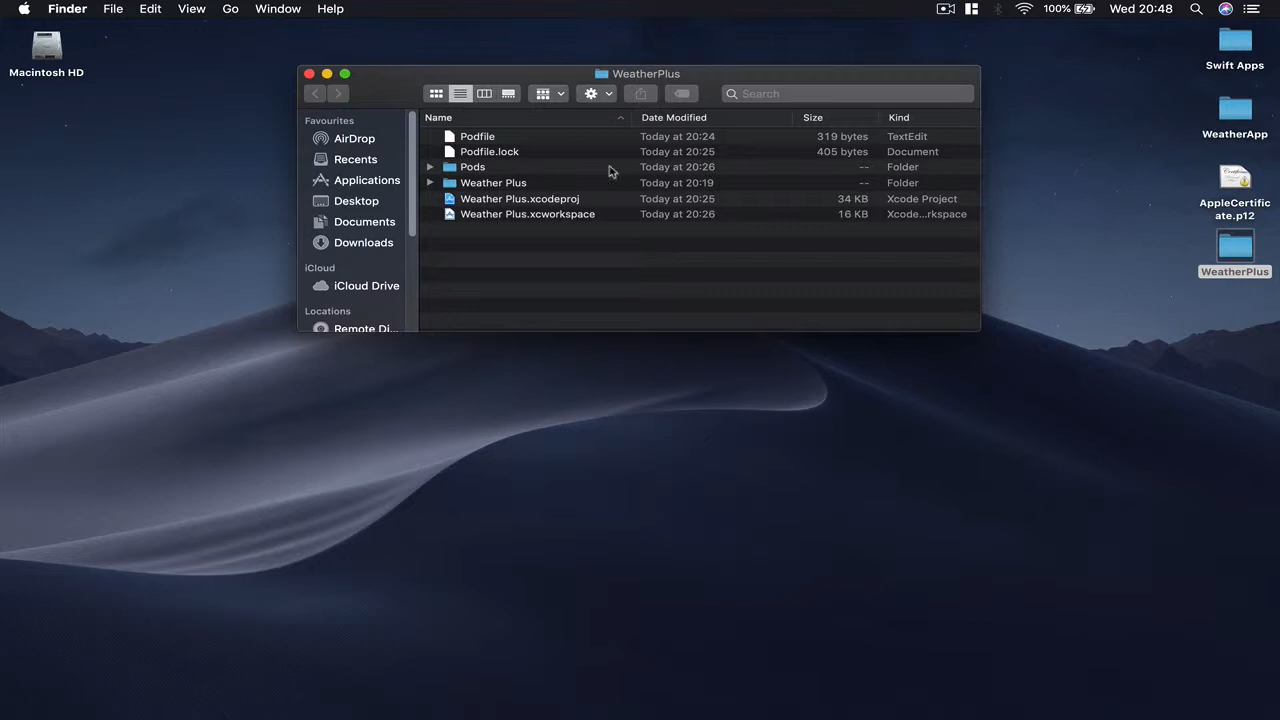 Finder File Edit View Go Window Help 100% Wed 20:48
Macintosh HD
Swift Apps
WeatherApp
AppleCertific
ate.p12
WeatherPlus
WeatherPlus
Search
Favourites
AirDrop
Recents
Applications
Desktop
Documents
Downloads
iCloud
iCloud Drive
Locations
Remote Di...
Name Date Modified Size Kind
Podfile Today at 20:24 319 bytes TextEdit
Podfile.lock Today at 20:25 405 bytes Document
Pods Today at 20:26 -- Folder
Weather Plus Today at 20:19 -- Folder
Weather Plus.xcodeproj Today at 20:25 34 KB Xcode Project
Weather Plus.xcworkspace Today at 20:26 16 KB Xcode...rkspace